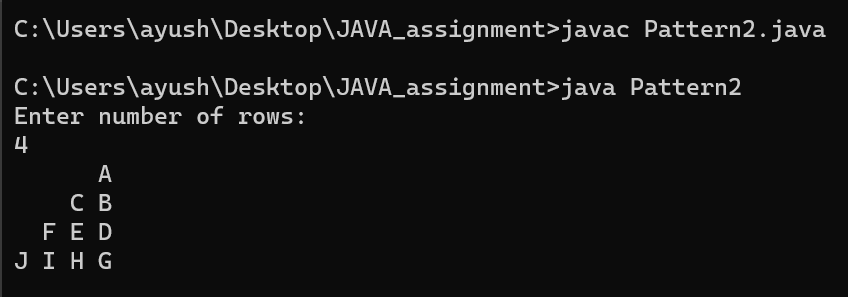 C:\Users\ayush\Desktop\JAVA_assignment>javac Pattern2.java
C:\Users\ayush\Desktop\JAVA_assignment>java Pattern2
Enter number of rows:
4
      A
    C B
  F E D
J I H G